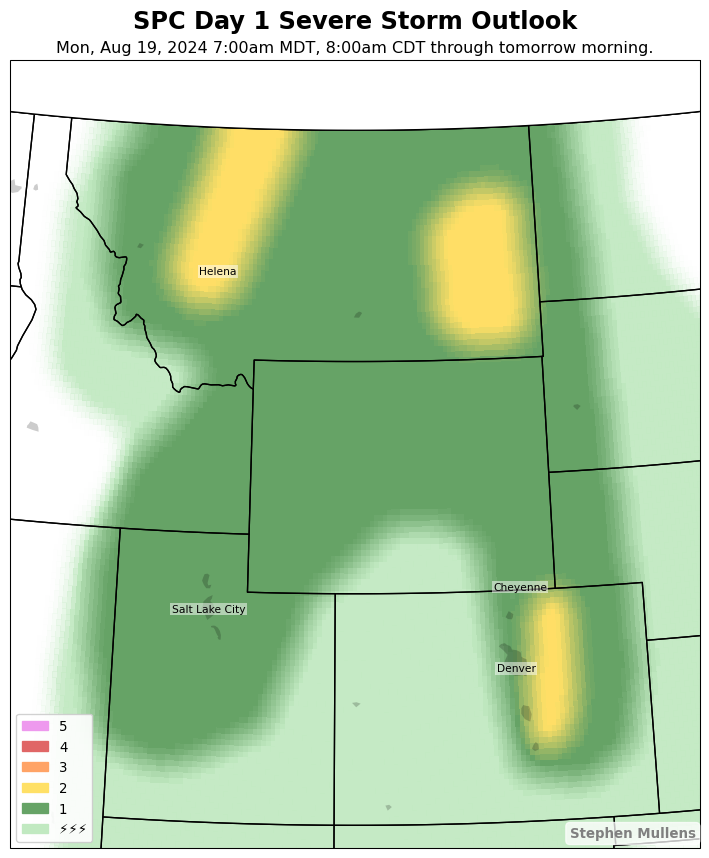 SPC Day 1 Severe Storm Outlook
Mon, Aug 19, 2024 7:00am MDT, 8:00am CDT through tomorrow morning.
Helena
Cheyenne
Salt Lake City
Denver
5
4
3
2
1
⚡⚡⚡
Stephen Mullens